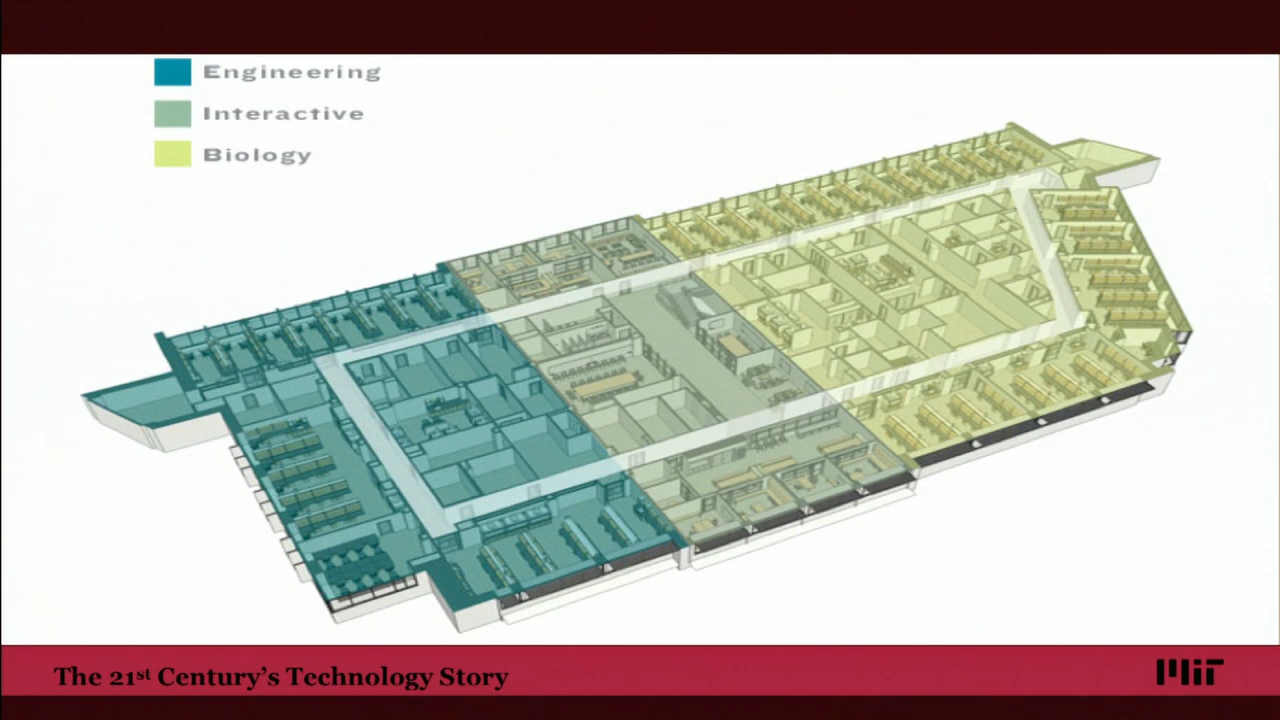 Engineering
Interactive
Biology
The 21st Century's Technology Story
MIT